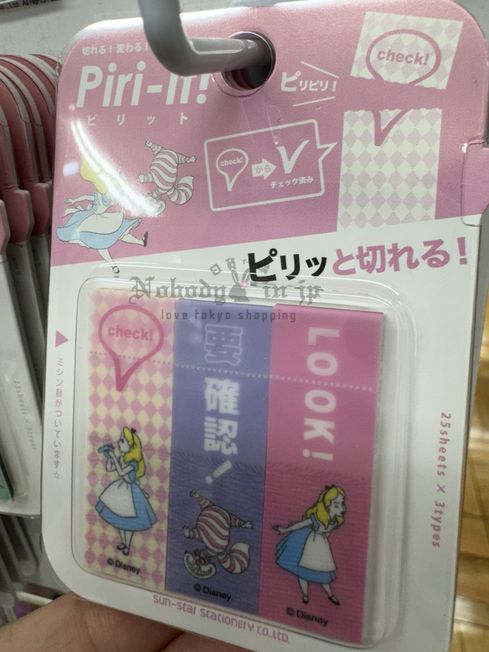 切れる！変わる！
Piri-it!
ピリット
ピリピリ！
check!
check!
から
チェック済み
ピリッと切れる！
Nobody in jp
love tokyo shopping
check!
要確認！
LOOK!
ミシン目がついています☆
25sheets × 3types
© Disney
© Disney
© Disney
SUN-STAR STATIONERY CO.,LTD.